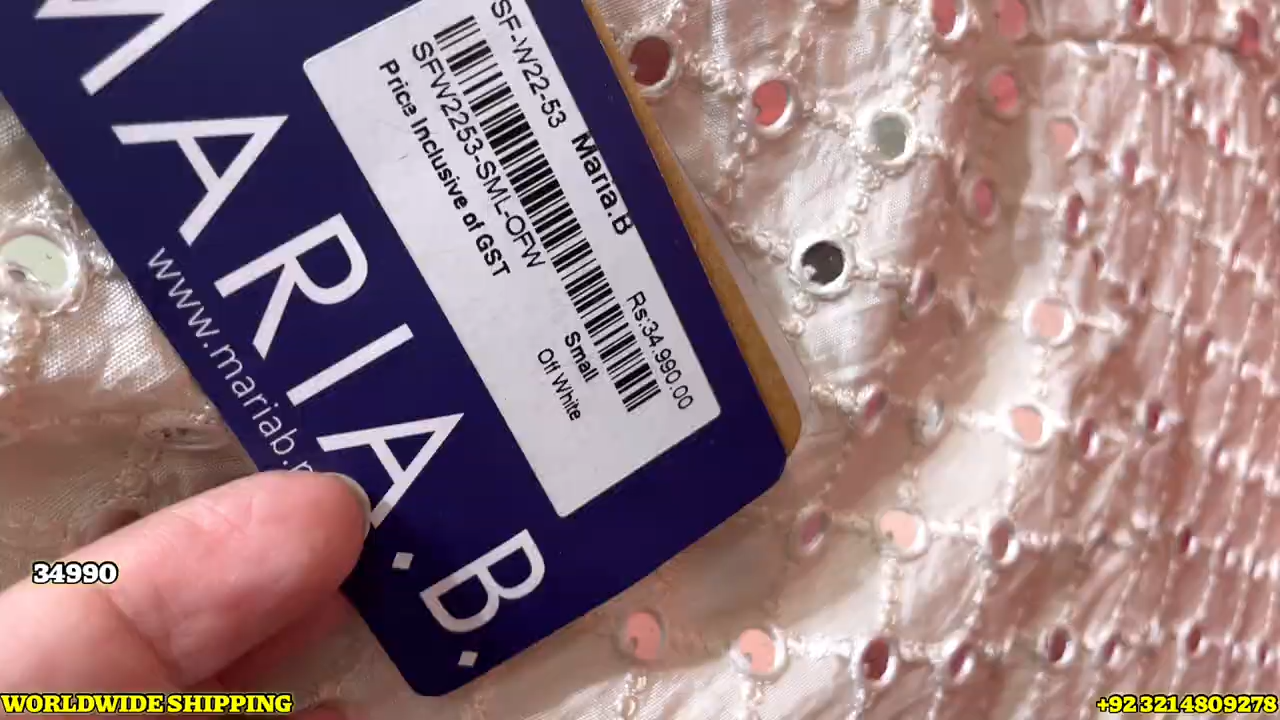 MARIA.B.
www.mariab.
SF-W22-53 Maria.B Rs:34,990.00
SFW2253-SML-OFW Small
Price Inclusive of GST Off White
34990
WORLDWIDE SHIPPING
+92 3214809278